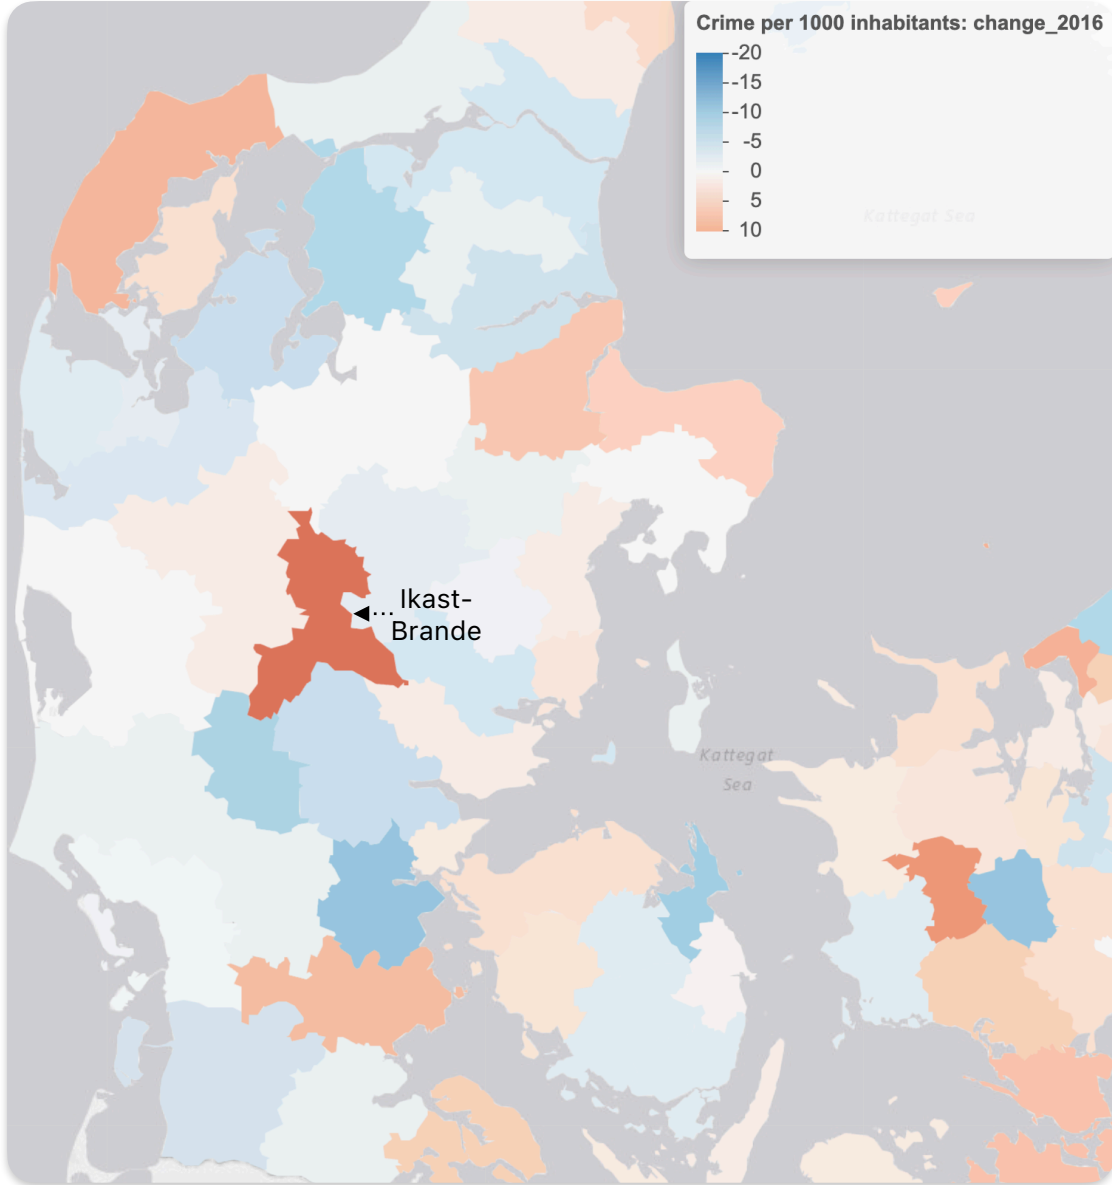 Crime per 1000 inhabitants: change_2016
-20
-15
-10
-5
0
5
10
Kattegat Sea
Ikast-
Brande
Kattegat
Sea